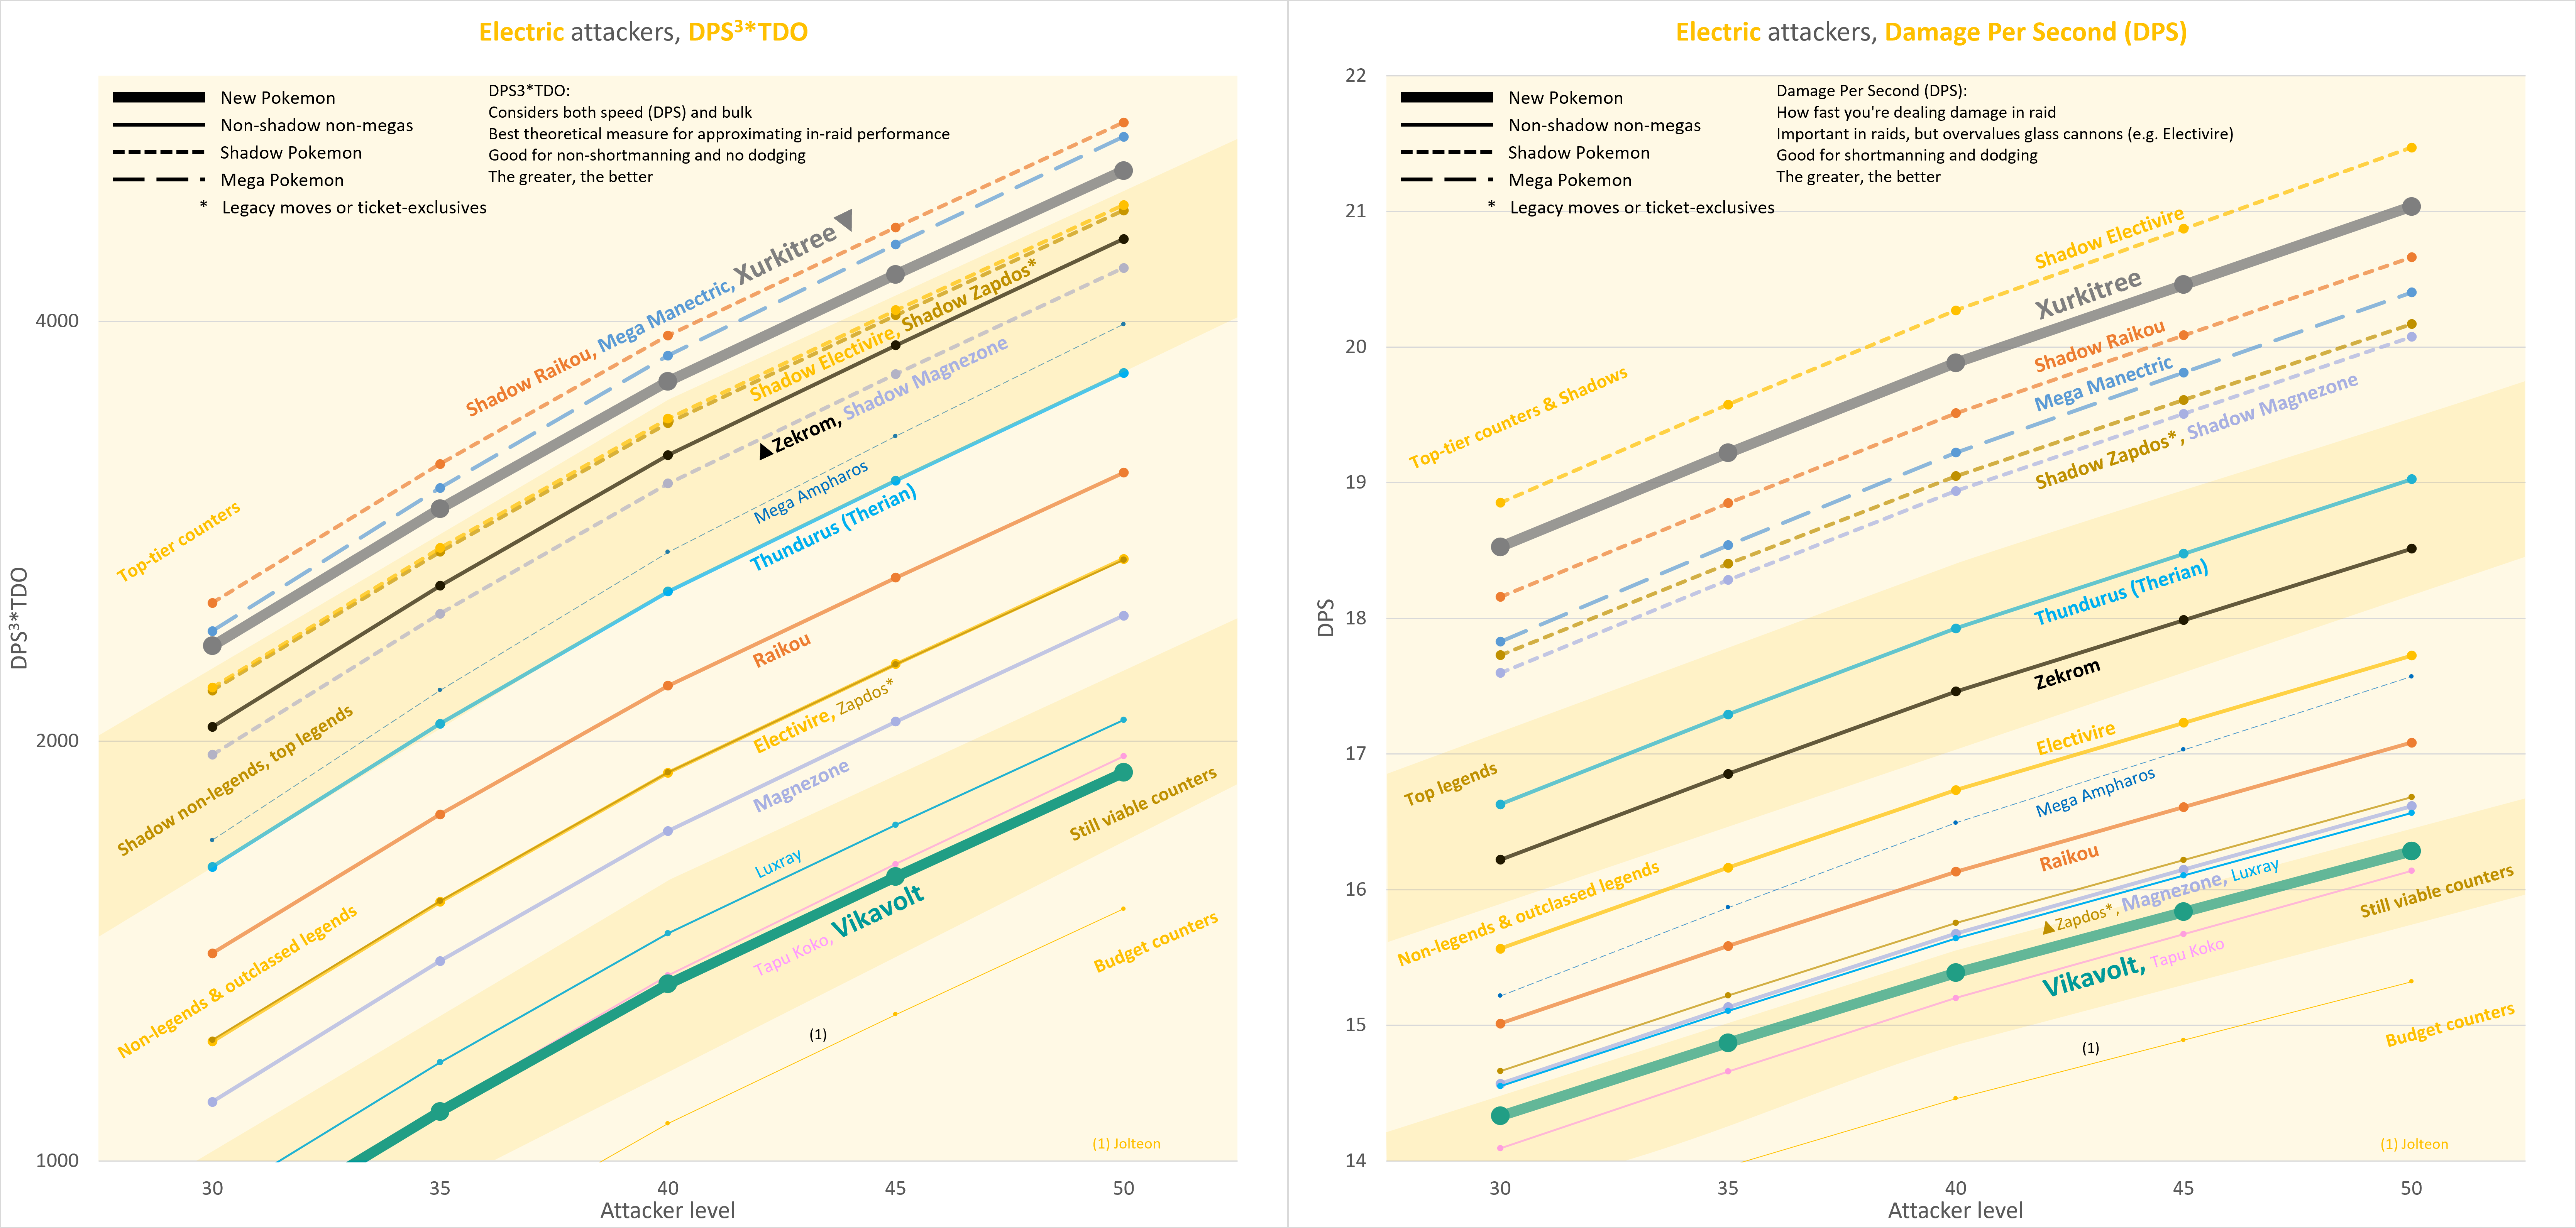 Electric attackers, DPS³*TDO
New Pokemon
Non-shadow non-megas
Shadow Pokemon
Mega Pokemon
* Legacy moves or ticket-exclusives
DPS3*TDO:
Considers both speed (DPS) and bulk
Best theoretical measure for approximating in-raid performance
Good for non-shortmanning and no dodging
The greater, the better
Shadow Raikou, Mega Manectric, Xurkitree
Shadow Electivire, Shadow Zapdos*
▲Zekrom, Shadow Magnezone
Mega Ampharos
Thundurus (Therian)
Raikou
Electivire, Zapdos*
Magnezone
Luxray
Tapu Koko, Vikavolt
(1)
Top-tier counters
Shadow non-legends, top legends
Non-legends & outclassed legends
Still viable counters
Budget counters
(1) Jolteon
4000
2000
1000
DPS³*TDO
30 35 40 45 50
Attacker level
Electric attackers, Damage Per Second (DPS)
New Pokemon
Non-shadow non-megas
Shadow Pokemon
Mega Pokemon
* Legacy moves or ticket-exclusives
Damage Per Second (DPS):
How fast you're dealing damage in raid
Important in raids, but overvalues glass cannons (e.g. Electivire)
Good for shortmanning and dodging
The greater, the better
Shadow Electivire
Xurkitree
Shadow Raikou
Mega Manectric
Shadow Zapdos*, Shadow Magnezone
Thundurus (Therian)
Zekrom
Electivire
Mega Ampharos
Raikou
▲Zapdos*, Magnezone, Luxray
Vikavolt, Tapu Koko
(1)
Top-tier counters & Shadows
Top legends
Non-legends & outclassed legends
Still viable counters
Budget counters
(1) Jolteon
22
21
20
19
18
17
16
15
14
DPS
30 35 40 45 50
Attacker level